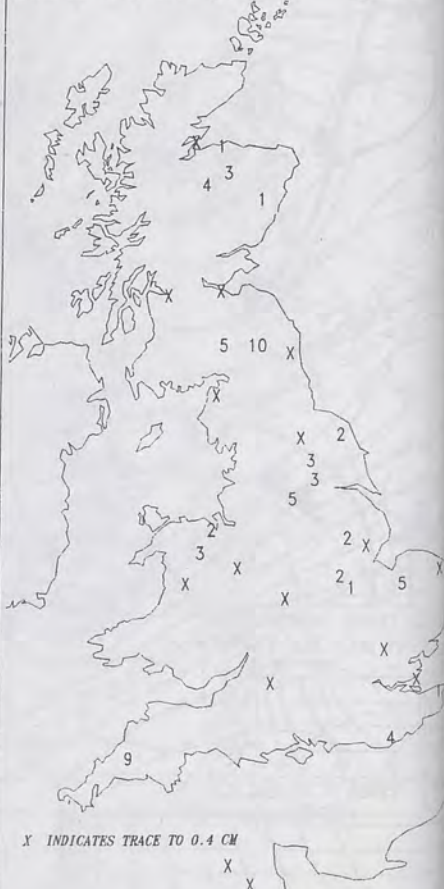 X 1
3
4
1
X X
5 10 X
X
X 2
3
3
5
2 2 X
3 X
X 2 1 5
X
X
X X
X
4
9
X INDICATES TRACE TO 0.4 CM
X
X